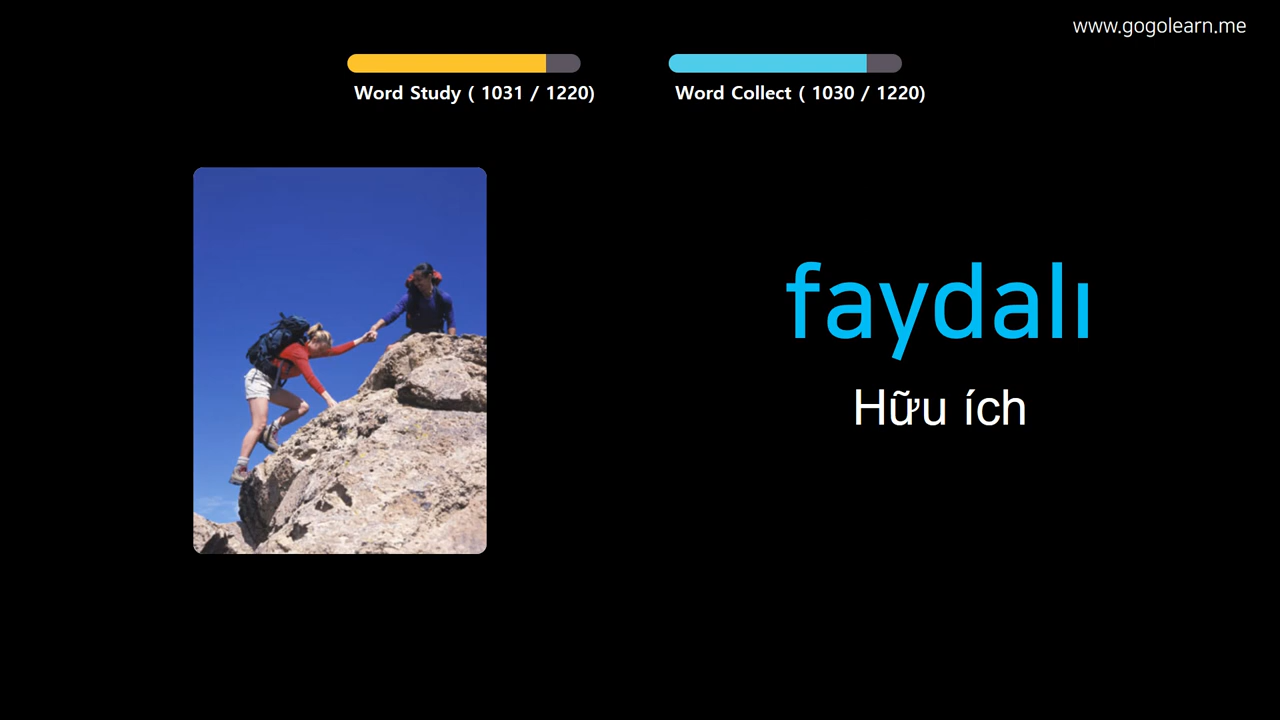 www.gogolearn.me
Word Study ( 1031 / 1220)
Word Collect ( 1030 / 1220)
faydalı
Hữu ích